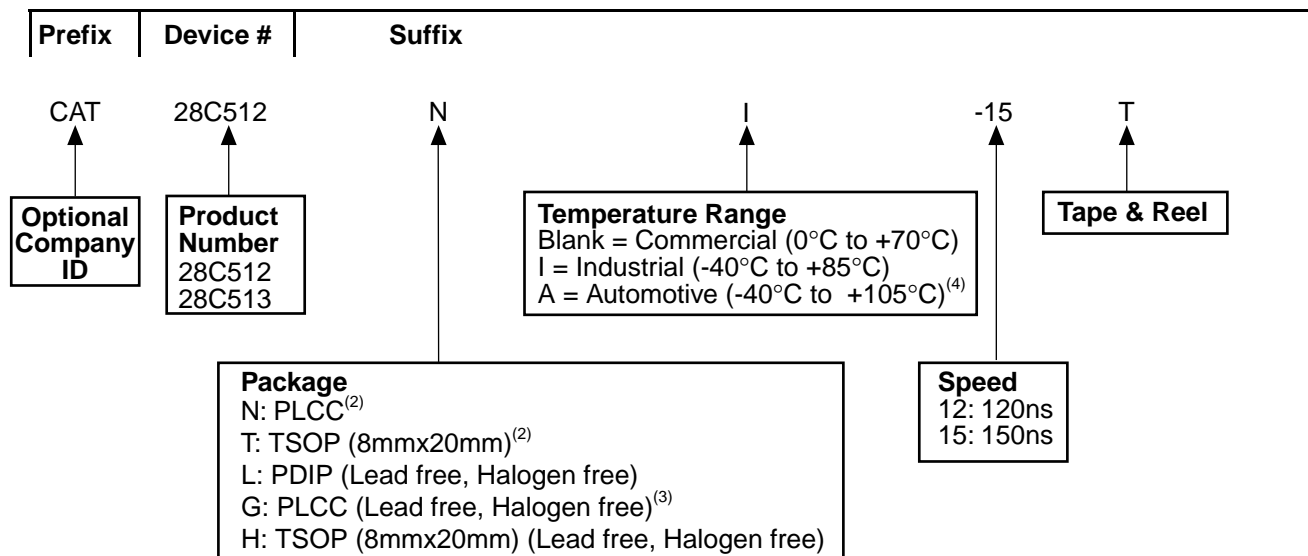 Prefix Device # Suffix
CAT 28C512 N I -15 T
Optional
Company
ID
Product
Number
28C512
28C513
Temperature Range
Blank = Commercial (0°C to +70°C)
I = Industrial (-40°C to +85°C)
A = Automotive (-40°C to  +105°C)(4)
Tape & Reel
Package
N: PLCC(2)
T: TSOP (8mmx20mm)(2)
L: PDIP (Lead free, Halogen free)
G: PLCC (Lead free, Halogen free)(3)
H: TSOP (8mmx20mm) (Lead free, Halogen free)
Speed
12: 120ns
15: 150ns